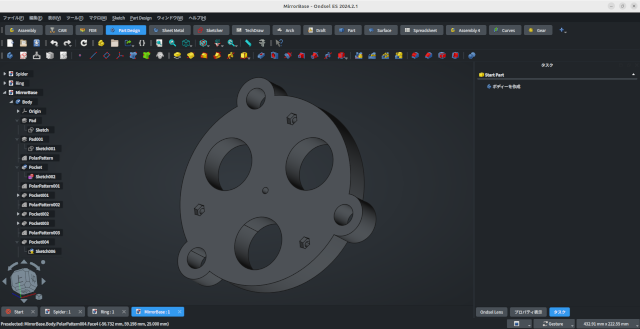 MirrorBase - Ondsel ES 2024.2.1
ファイル(F) 編集(E) 表示(V) ツール(T) マクロ(M) Sketch Part Design ウィンドウ(W) ヘルプ(H)
Assembly CAM FEM Part Design Sheet Metal Sketcher TechDraw Arch Draft Part Surface Spreadsheet Assembly 4 Curves Gear
タスク
Spider
Ring
MirrorBase
Body
Origin
Pad
Sketch
Pad001
Sketch001
PolarPattern
Pocket
Sketch002
PolarPattern001
Pocket001
PolarPattern002
Pocket002
Pocket003
PolarPattern003
Pocket004
Sketch006
Start Part
ボディーを作成
Start Spider : 1 Ring : 1 MirrorBase : 1
Ondsel Lens プロパティ表示 タスク
Preselected: MirrorBase.Body.PolarPattern004.Face4 (-36.732 mm, 59.198 mm, 25.000 mm)
Gesture 432.91 mm x 222.55 mm